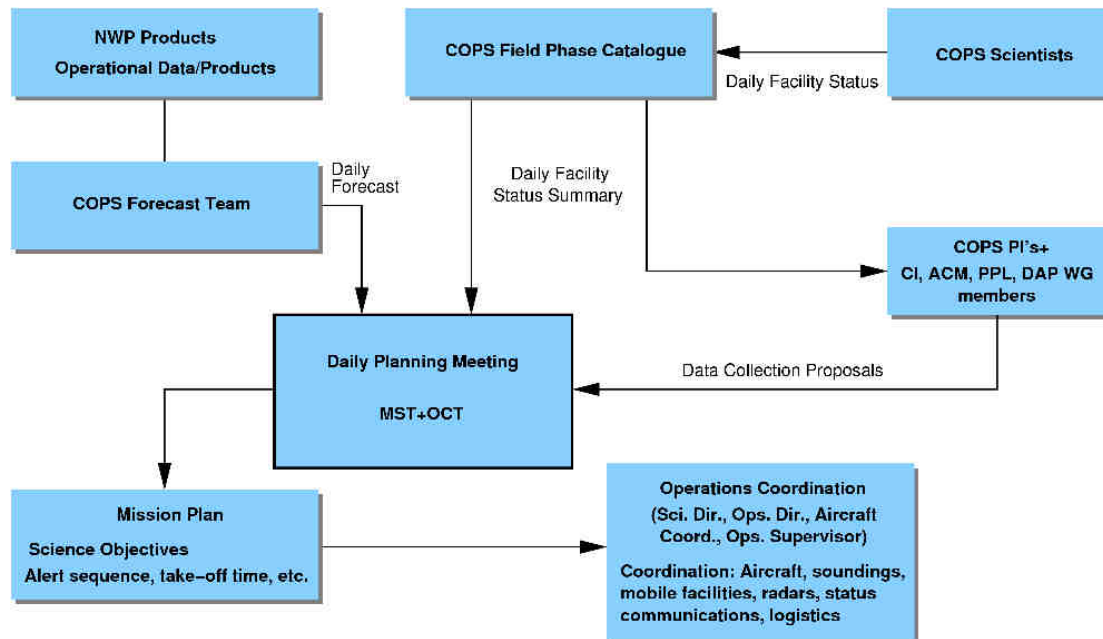 NWP Products
Operational Data/Products
COPS Field Phase Catalogue
COPS Scientists
Daily Facility Status
COPS Forecast Team
Daily
Forecast
Daily Facility
Status Summary
COPS PI's+
CI, ACM, PPL, DAP WG
members
Daily Planning Meeting
MST+OCT
Data Collection Proposals
Mission Plan
Science Objectives
Alert sequence, take–off time, etc.
Operations Coordination
(Sci. Dir., Ops. Dir., Aircraft
Coord., Ops. Supervisor)
Coordination: Aircraft, soundings,
mobile facilities, radars, status
communications, logistics